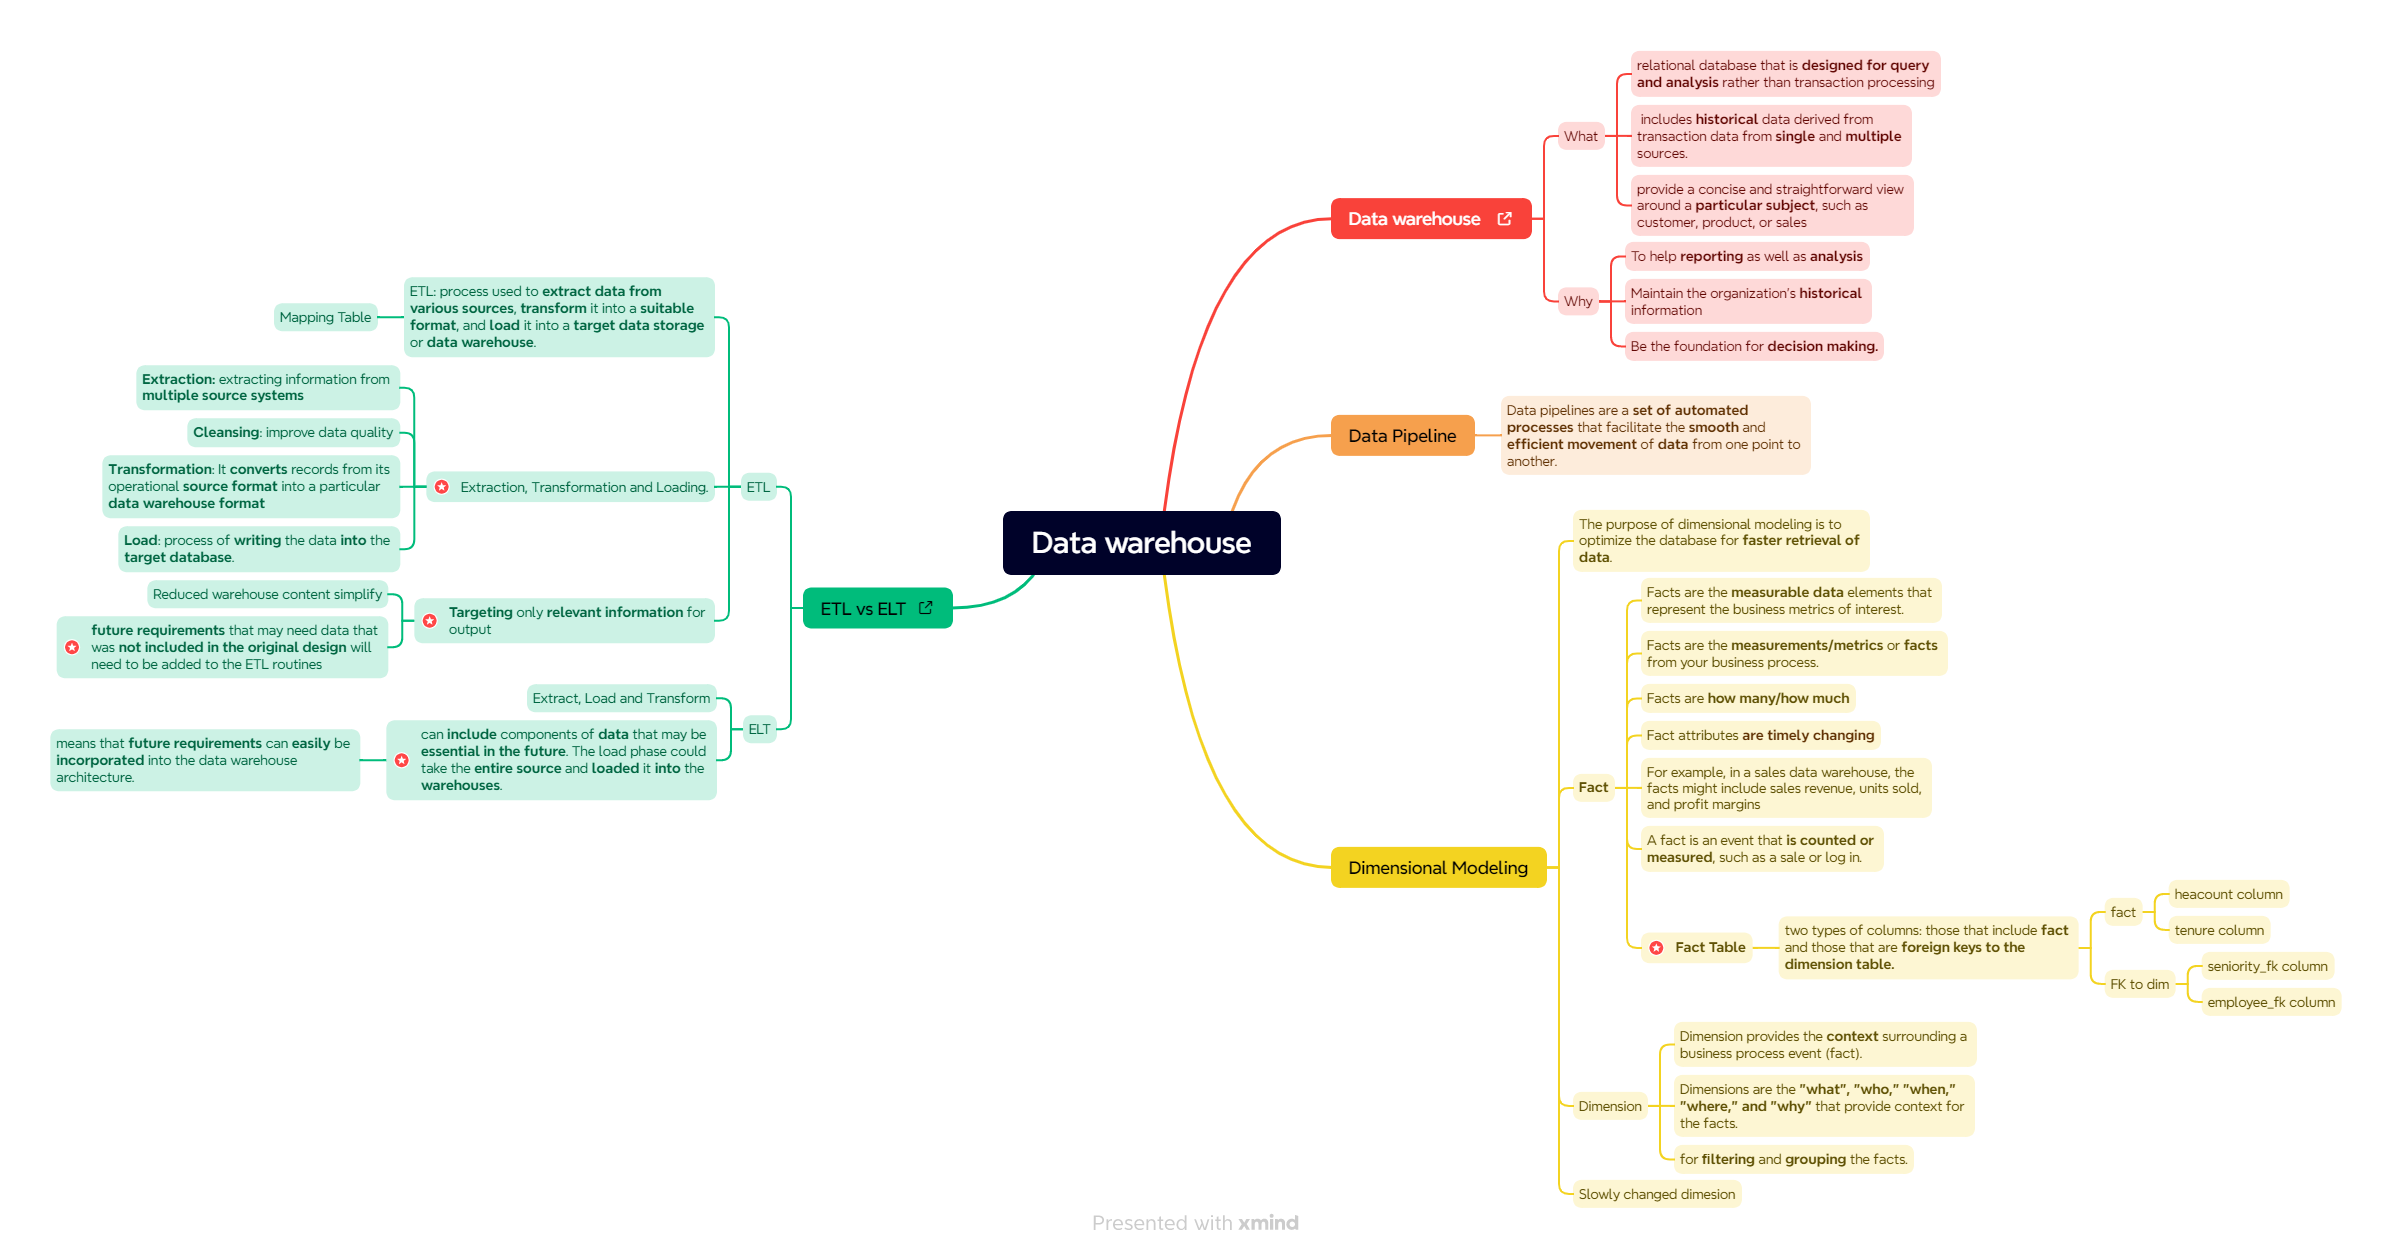 Data warehouse
Data warehouse
What
relational database that is designed for query
and analysis rather than transaction processing
includes historical data derived from
transaction data from single and multiple
sources.
provide a concise and straightforward view
around a particular subject, such as
customer, product, or sales
Why
To help reporting as well as analysis
Maintain the organization's historical
information
Be the foundation for decision making.
Data Pipeline
Data pipelines are a set of automated
processes that facilitate the smooth and
efficient movement of data from one point to
another.
Dimensional Modeling
The purpose of dimensional modeling is to
optimize the database for faster retrieval of
data.
Fact
Facts are the measurable data elements that
represent the business metrics of interest.
Facts are the measurements/metrics or facts
from your business process.
Facts are how many/how much
Fact attributes are timely changing
For example, in a sales data warehouse, the
facts might include sales revenue, units sold,
and profit margins
A fact is an event that is counted or
measured, such as a sale or log in.
Fact Table
two types of columns: those that include fact
and those that are foreign keys to the
dimension table.
fact
heacount column
tenure column
FK to dim
seniority_fk column
employee_fk column
Dimension
Dimension provides the context surrounding a
business process event (fact).
Dimensions are the "what", "who," "when,"
"where," and "why" that provide context for
the facts.
for filtering and grouping the facts.
Slowly changed dimesion
ETL vs ELT
ETL
ETL: process used to extract data from
various sources, transform it into a suitable
format, and load it into a target data storage
or data warehouse.
Mapping Table
Extraction, Transformation and Loading.
Extraction: extracting information from
multiple source systems
Cleansing: improve data quality
Transformation: It converts records from its
operational source format into a particular
data warehouse format
Load: process of writing the data into the
target database.
Targeting only relevant information for
output
Reduced warehouse content simplify
future requirements that may need data that
was not included in the original design will
need to be added to the ETL routines
ELT
Extract, Load and Transform
can include components of data that may be
essential in the future. The load phase could
take the entire source and loaded it into the
warehouses.
means that future requirements can easily be
incorporated into the data warehouse
architecture.
Presented with xmind